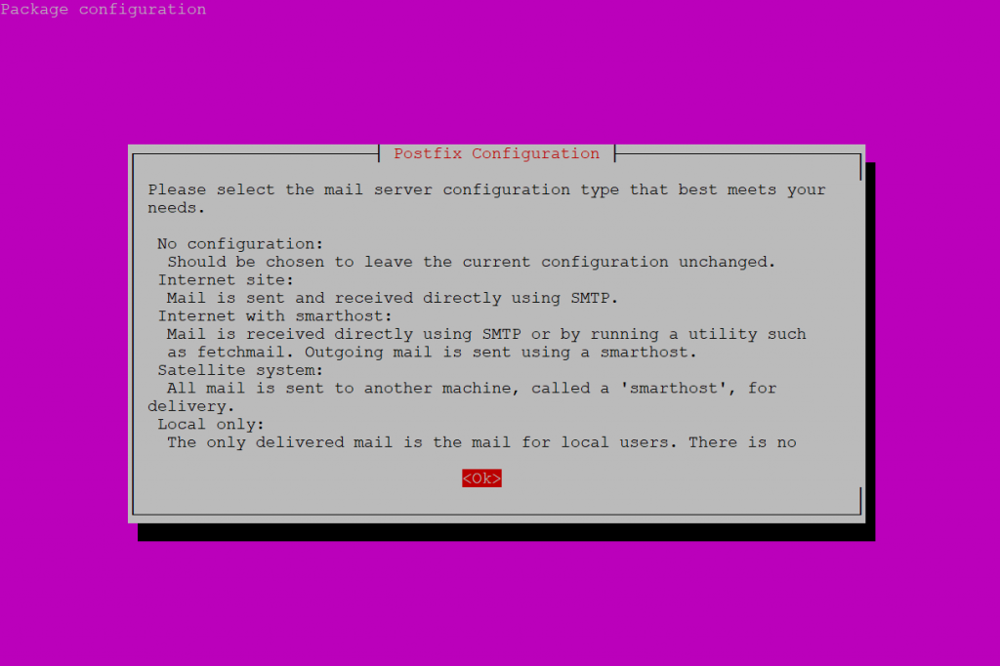 Package configuration
Postfix Configuration
Please select the mail server configuration type that best meets your
needs.
No configuration:
Should be chosen to leave the current configuration unchanged.
Internet site:
Mail is sent and received directly using SMTP.
Internet with smarthost:
Mail is received directly using SMTP or by running a utility such
as fetchmail. Outgoing mail is sent using a smarthost.
Satellite system:
All mail is sent to another machine, called a 'smarthost', for
delivery.
Local only:
The only delivered mail is the mail for local users. There is no
<Ok>